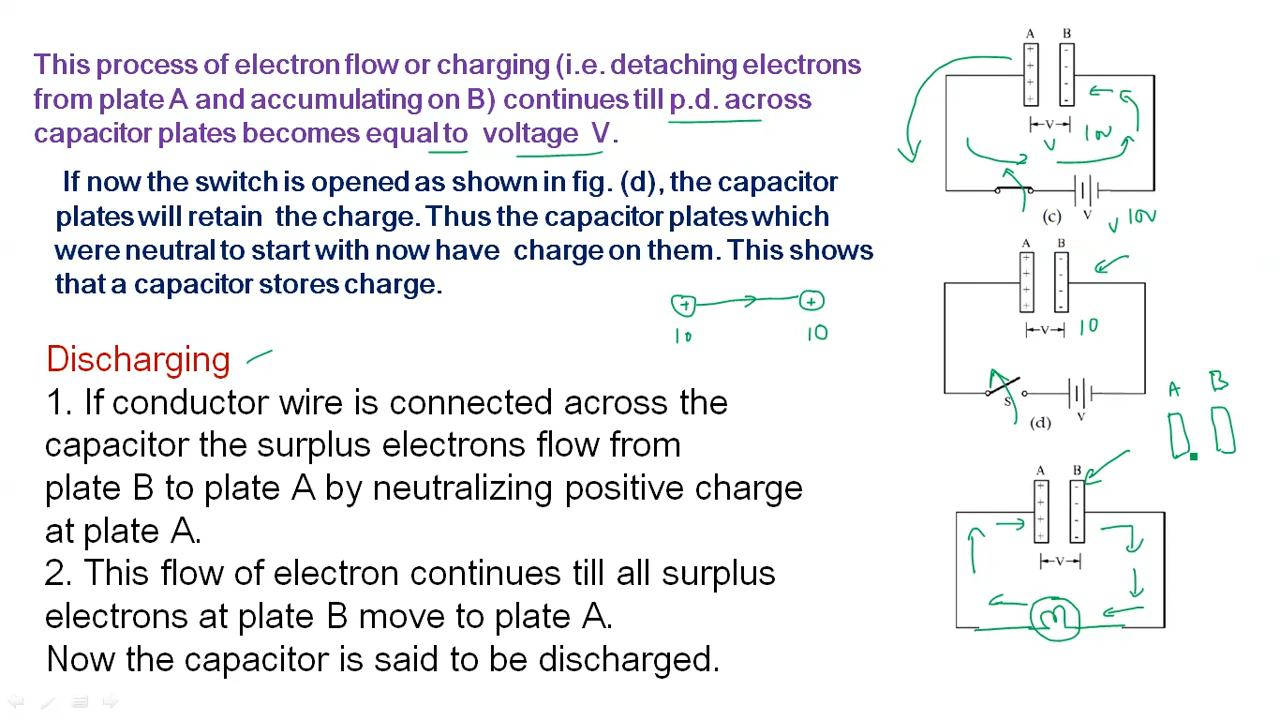 This process of electron flow or charging (i.e. detaching electrons
from plate A and accumulating on B) continues till p.d. across
capacitor plates becomes equal to voltage V.
If now the switch is opened as shown in fig. (d), the capacitor
plates will retain the charge. Thus the capacitor plates which
were neutral to start with now have charge on them. This shows
that a capacitor stores charge.
+ +
10 10
Discharging
1. If conductor wire is connected across the
capacitor the surplus electrons flow from
plate B to plate A by neutralizing positive charge
at plate A.
2. This flow of electron continues till all surplus
electrons at plate B move to plate A.
Now the capacitor is said to be discharged.
A B
+ -
+ -
+ -
+ -
V
V 10V
V
(c)
V 10V
A B
+ -
+ -
+ -
+ -
V 10
S V
(d)
A B
A B
+ -
+ -
+ -
+ -
V
M